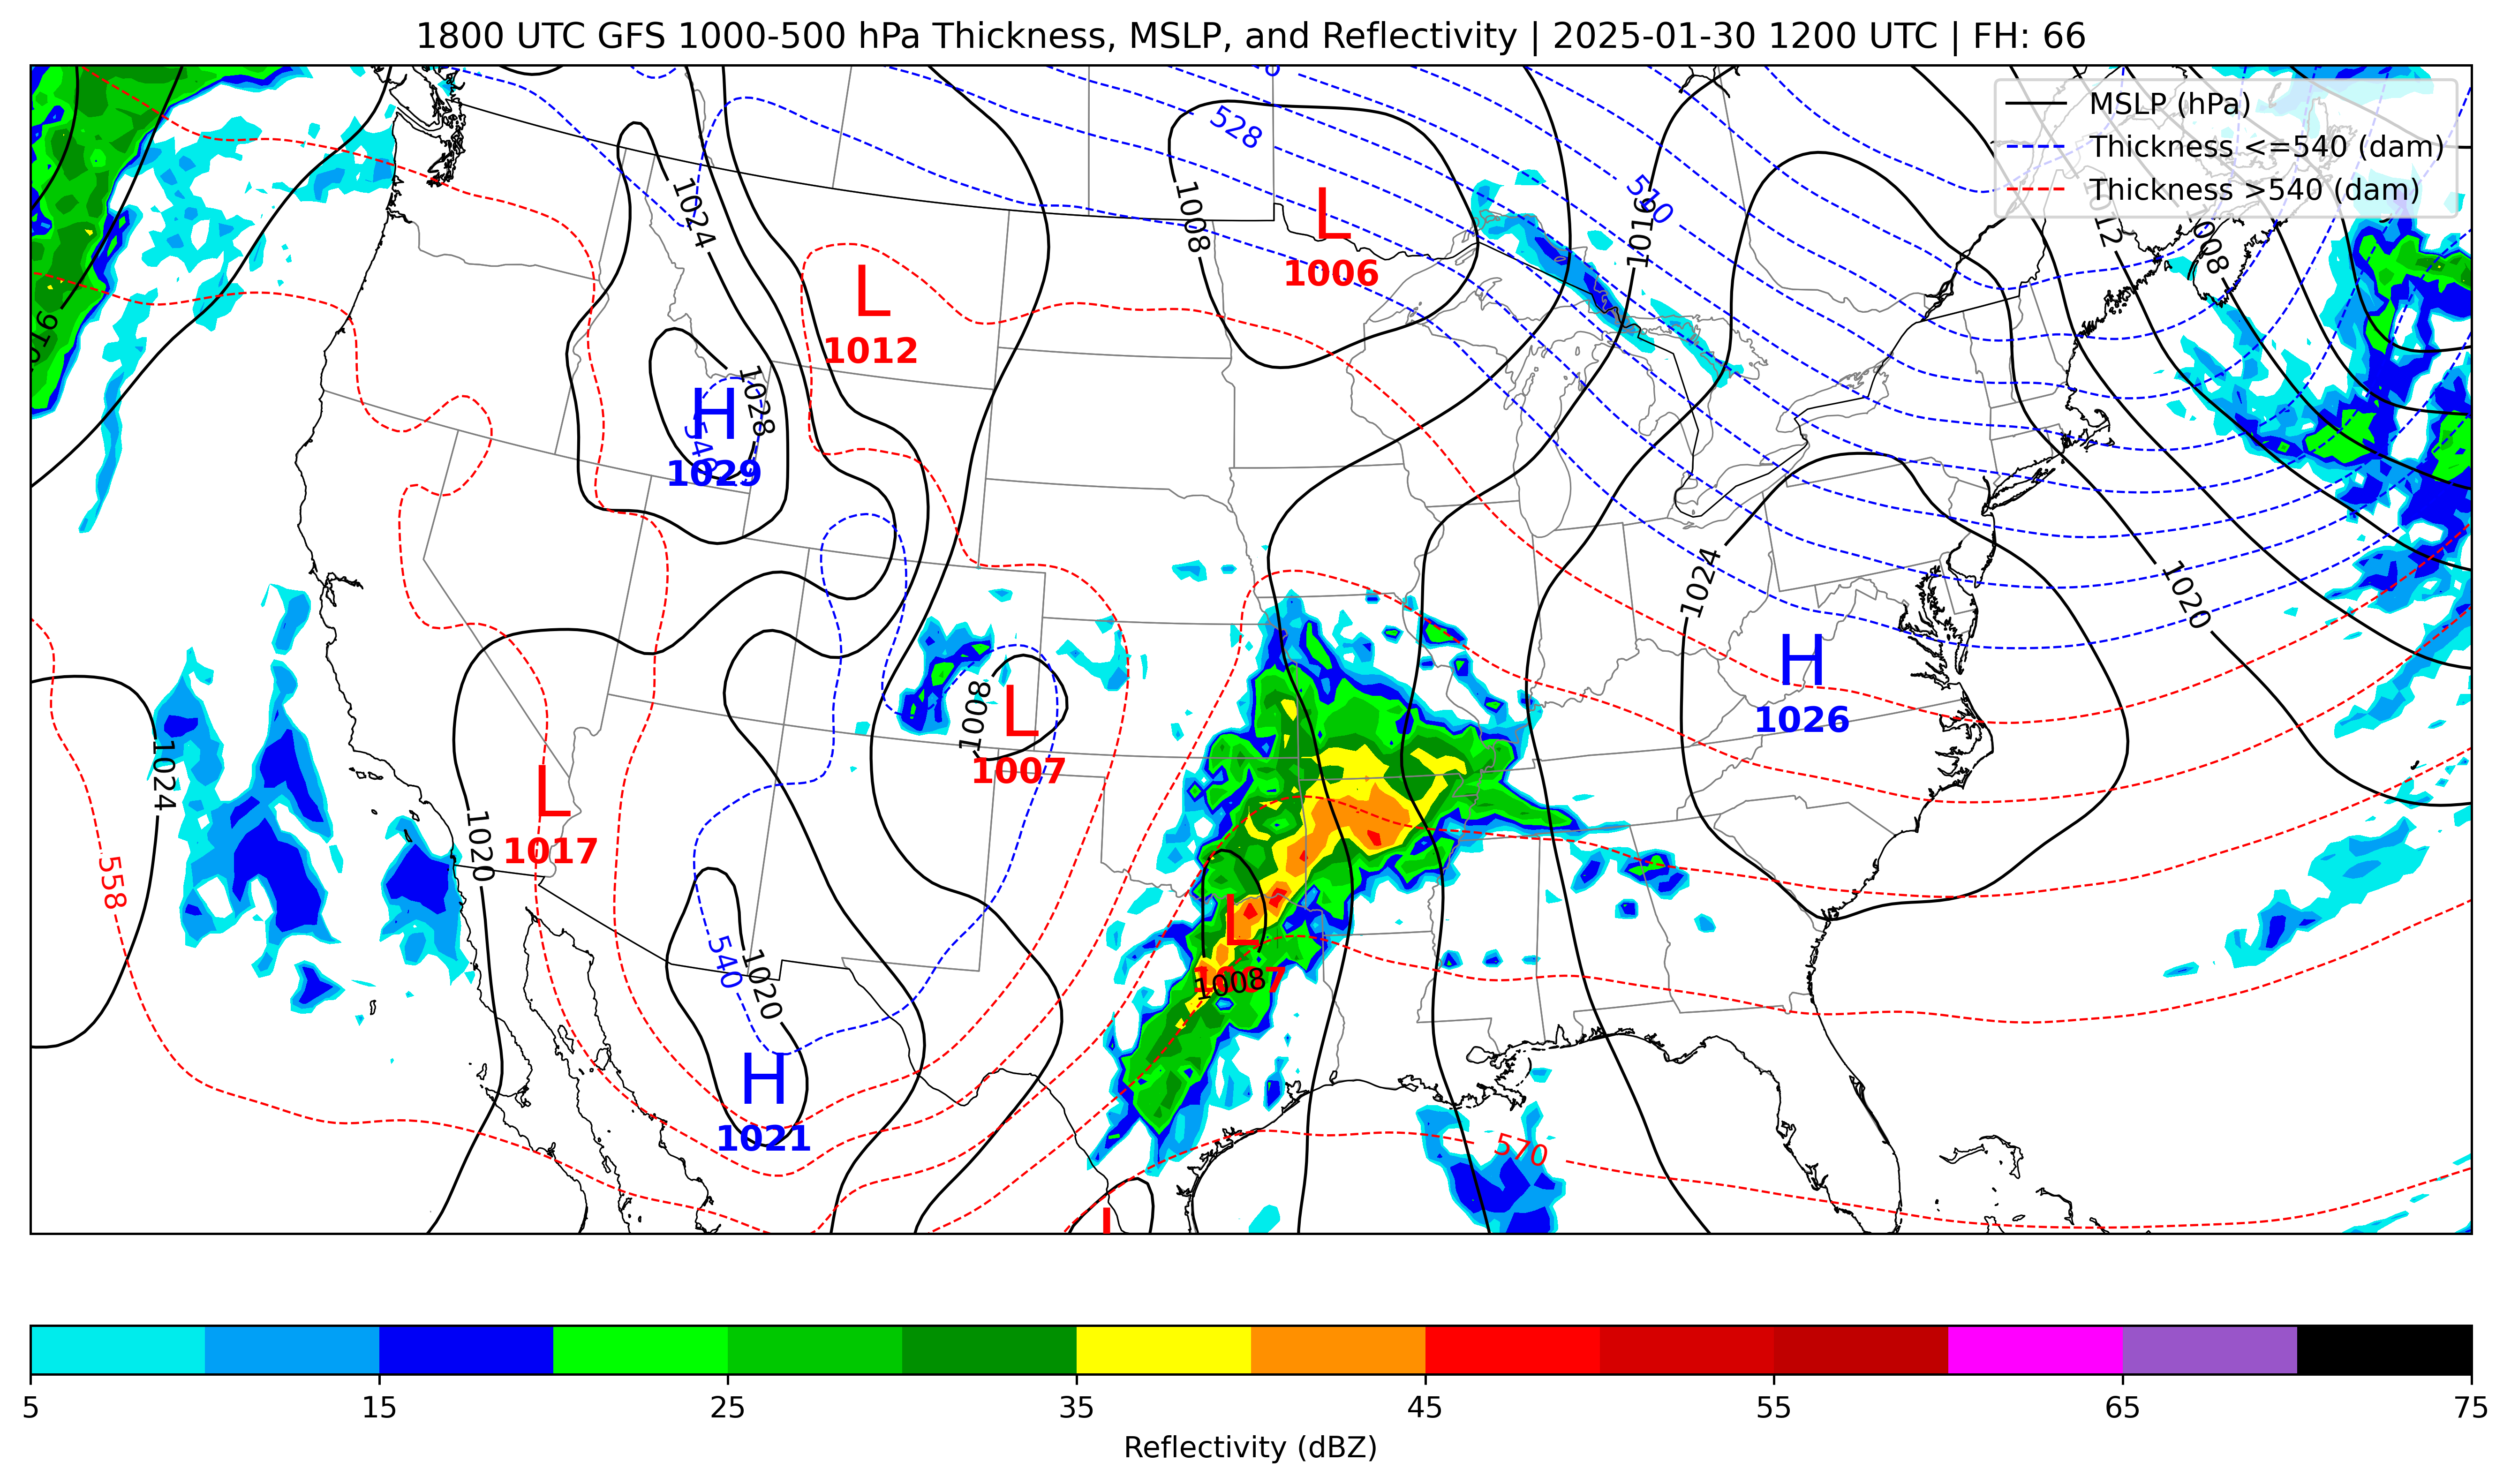 1800 UTC GFS 1000-500 hPa Thickness, MSLP, and Reflectivity | 2025-01-30 1200 UTC | FH: 66
MSLP (hPa)
Thickness <=540 (dam)
Thickness >540 (dam)
528
510
1024
1008
1016
1012
1008
L
1006
L
1012
1016
H
1029
1028
540
1024
1020
H
1026
1008
L
1007
1024
L
1017
1020
558
L
1007
1008
540
1020
H
1021
570
L
5
15
25
35
45
55
65
75
Reflectivity (dBZ)